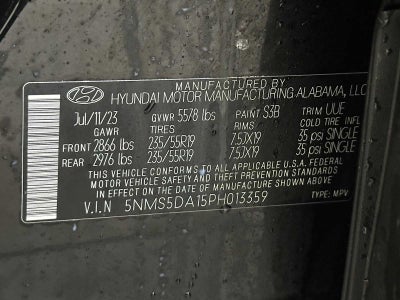 MANUFACTURED BY
HYUNDAI MOTOR MANUFACTURING ALABAMA, LLC
Jul/11/23 GVWR 5578 lbs PAINT S3B TRIM UUE
GAWR TIRES RIMS COLD TIRE INFL
FRONT 2866 lbs 235/55R19 7.5JX19 35 psi SINGLE
REAR 2976 lbs 235/55R19 7.5JX19 35 psi SINGLE
THIS VEHICLE CONFORMS TO ALL APPLICABLE U.S. FEDERAL
MOTOR VEHICLE SAFETY AND THEFT PREVENTION STANDARDS
IN EFFECT ON THE DATE OF MANUFACTURE SHOWN ABOVE.
V.I.N 5NMS5DA15PH013359 TYPE: MPV